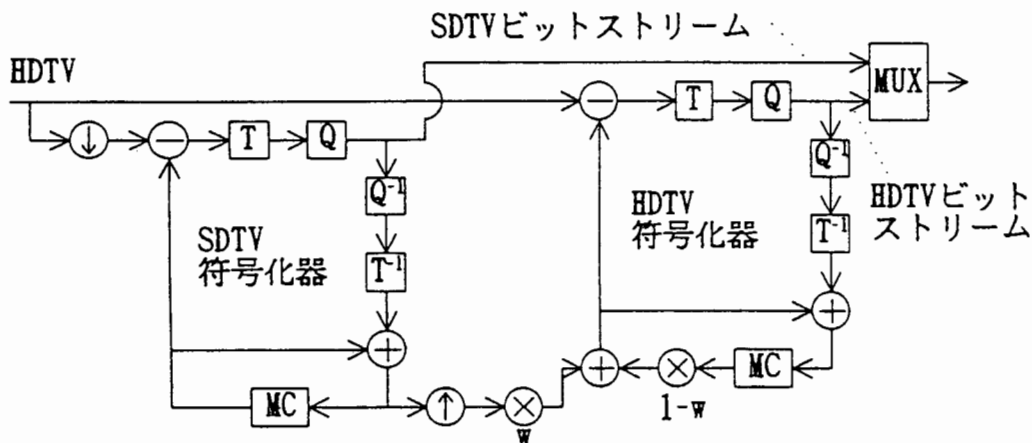 SDTVビットストリーム
HDTV
MUX
T
Q
T
Q
Q⁻¹
Q⁻¹
SDTV
符号化器
HDTV
符号化器
HDTVビット
ストリーム
T⁻¹
T⁻¹
MC
MC
w
1-w